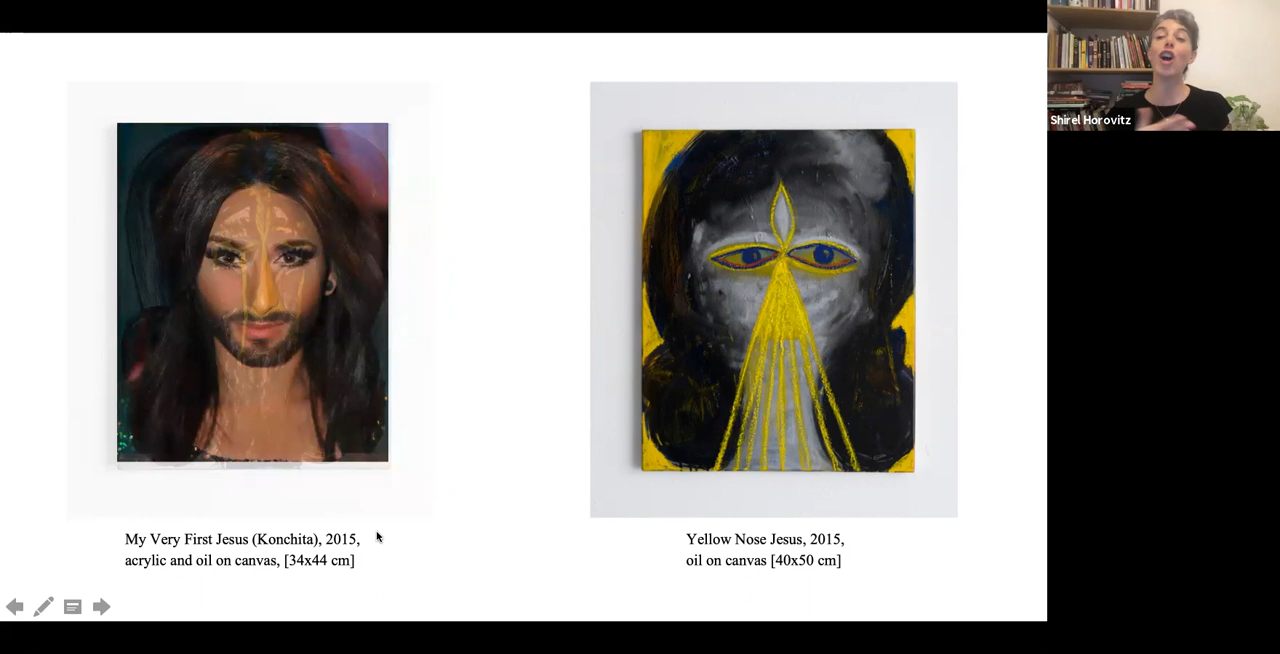 Shirel Horovitz
My Very First Jesus (Konchita), 2015,
acrylic and oil on canvas, [34x44 cm]
Yellow Nose Jesus, 2015,
oil on canvas [40x50 cm]